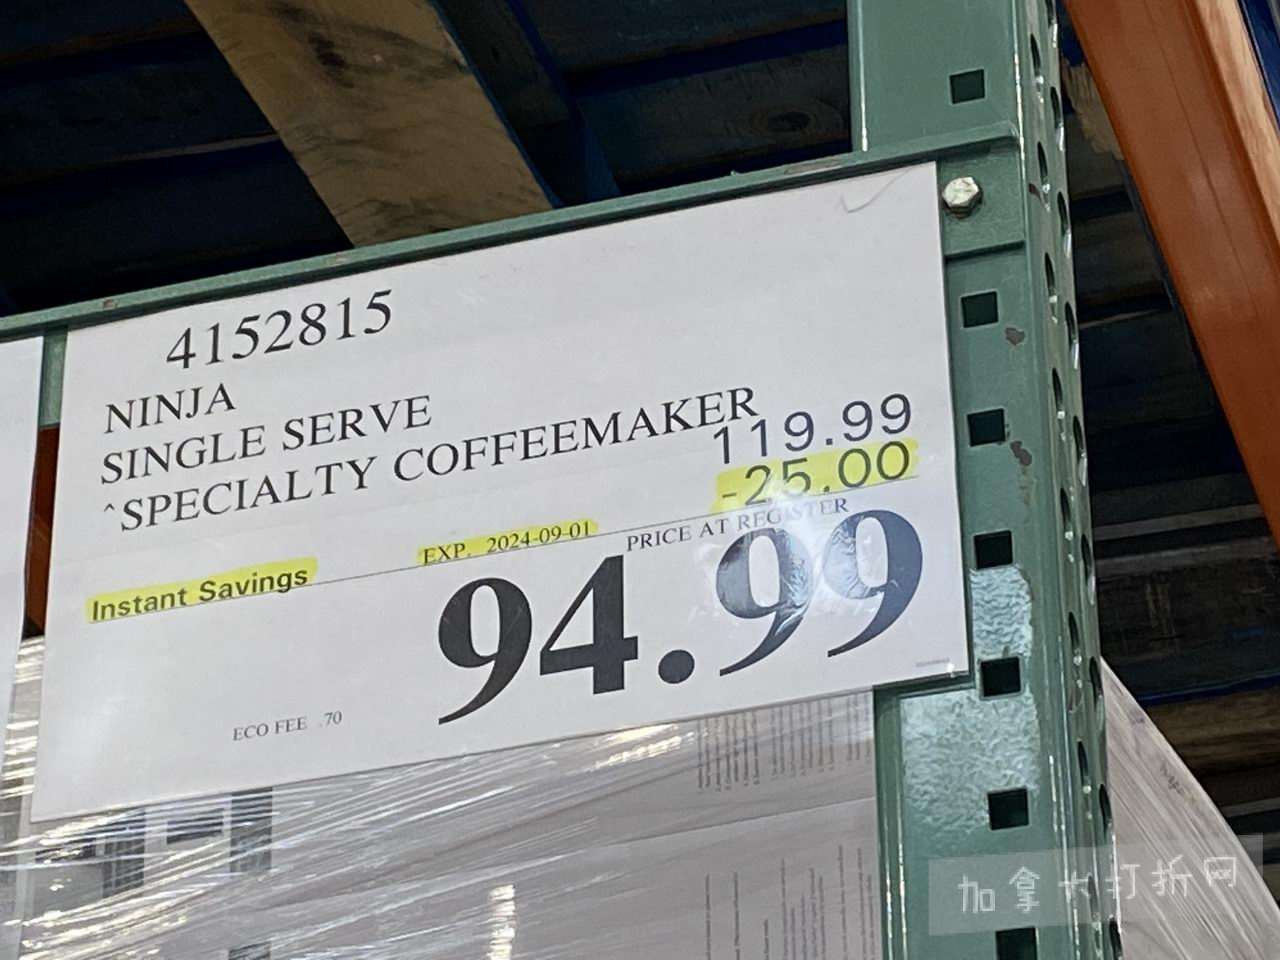 4152815
NINJA
SINGLE SERVE
^SPECIALTY COFFEEMAKER
119.99
-25.00
Instant Savings
EXP. 2024-09-01
PRICE AT REGISTER
94.99
ECO FEE .70
加拿大打折网